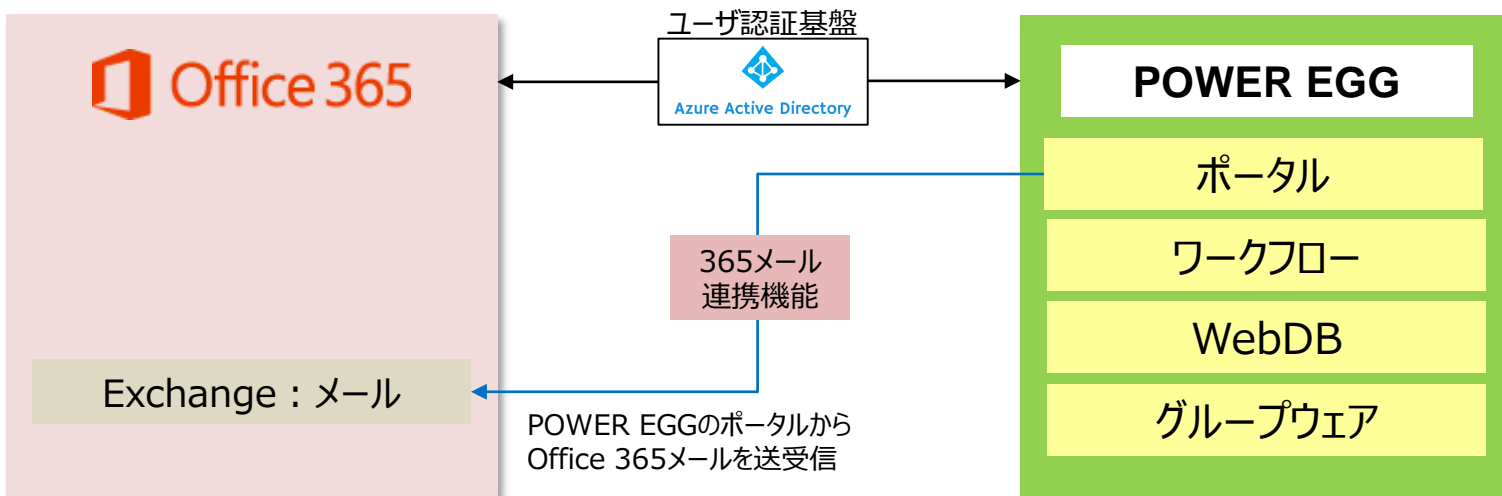 ユーザ認証基盤
Office 365
Azure Active Directory
POWER EGG
ポータル
ワークフロー
WebDB
グループウェア
365メール
連携機能
Exchange：メール
POWER EGGのポータルから
Office 365メールを送受信